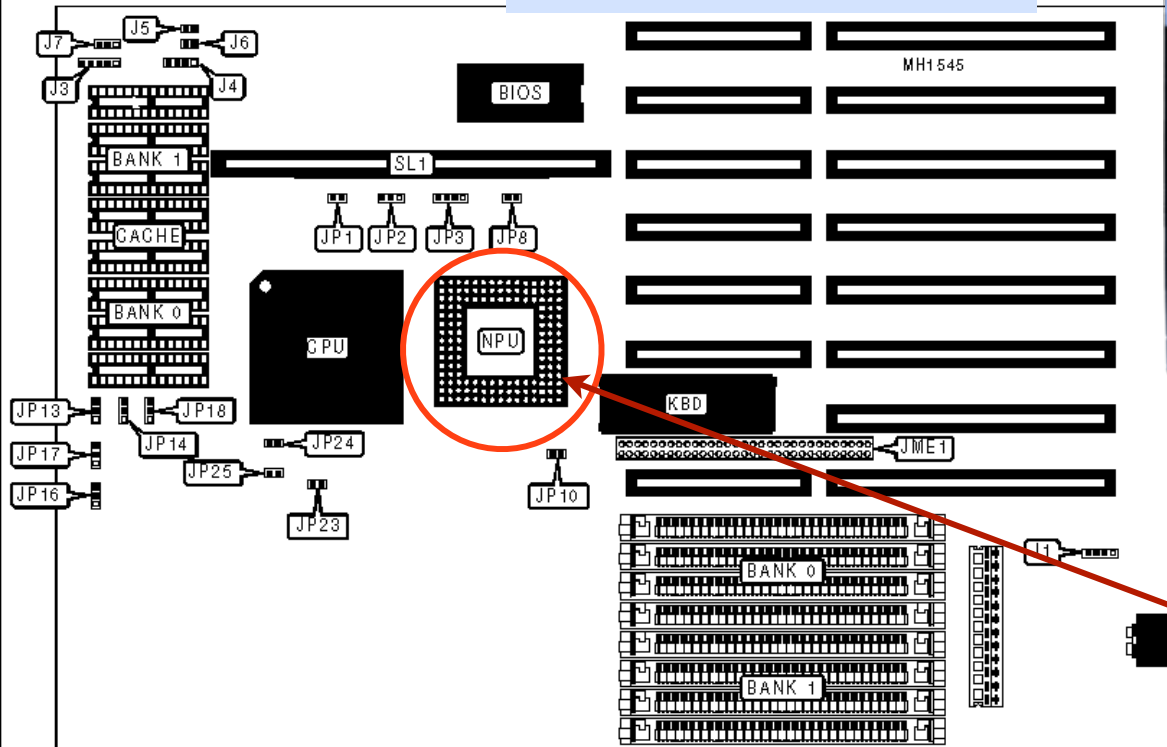 J5
J7
J6
J3
J4
MH1545
BIOS
BANK 1
SL1
CACHE
JP1
JP2
JP3
JP8
BANK 0
CPU
NPU
KBD
JP13
JP18
JP14
JP24
JME1
JP17
JP25
JP16
JP10
JP23
J1
BANK 0
BANK 1